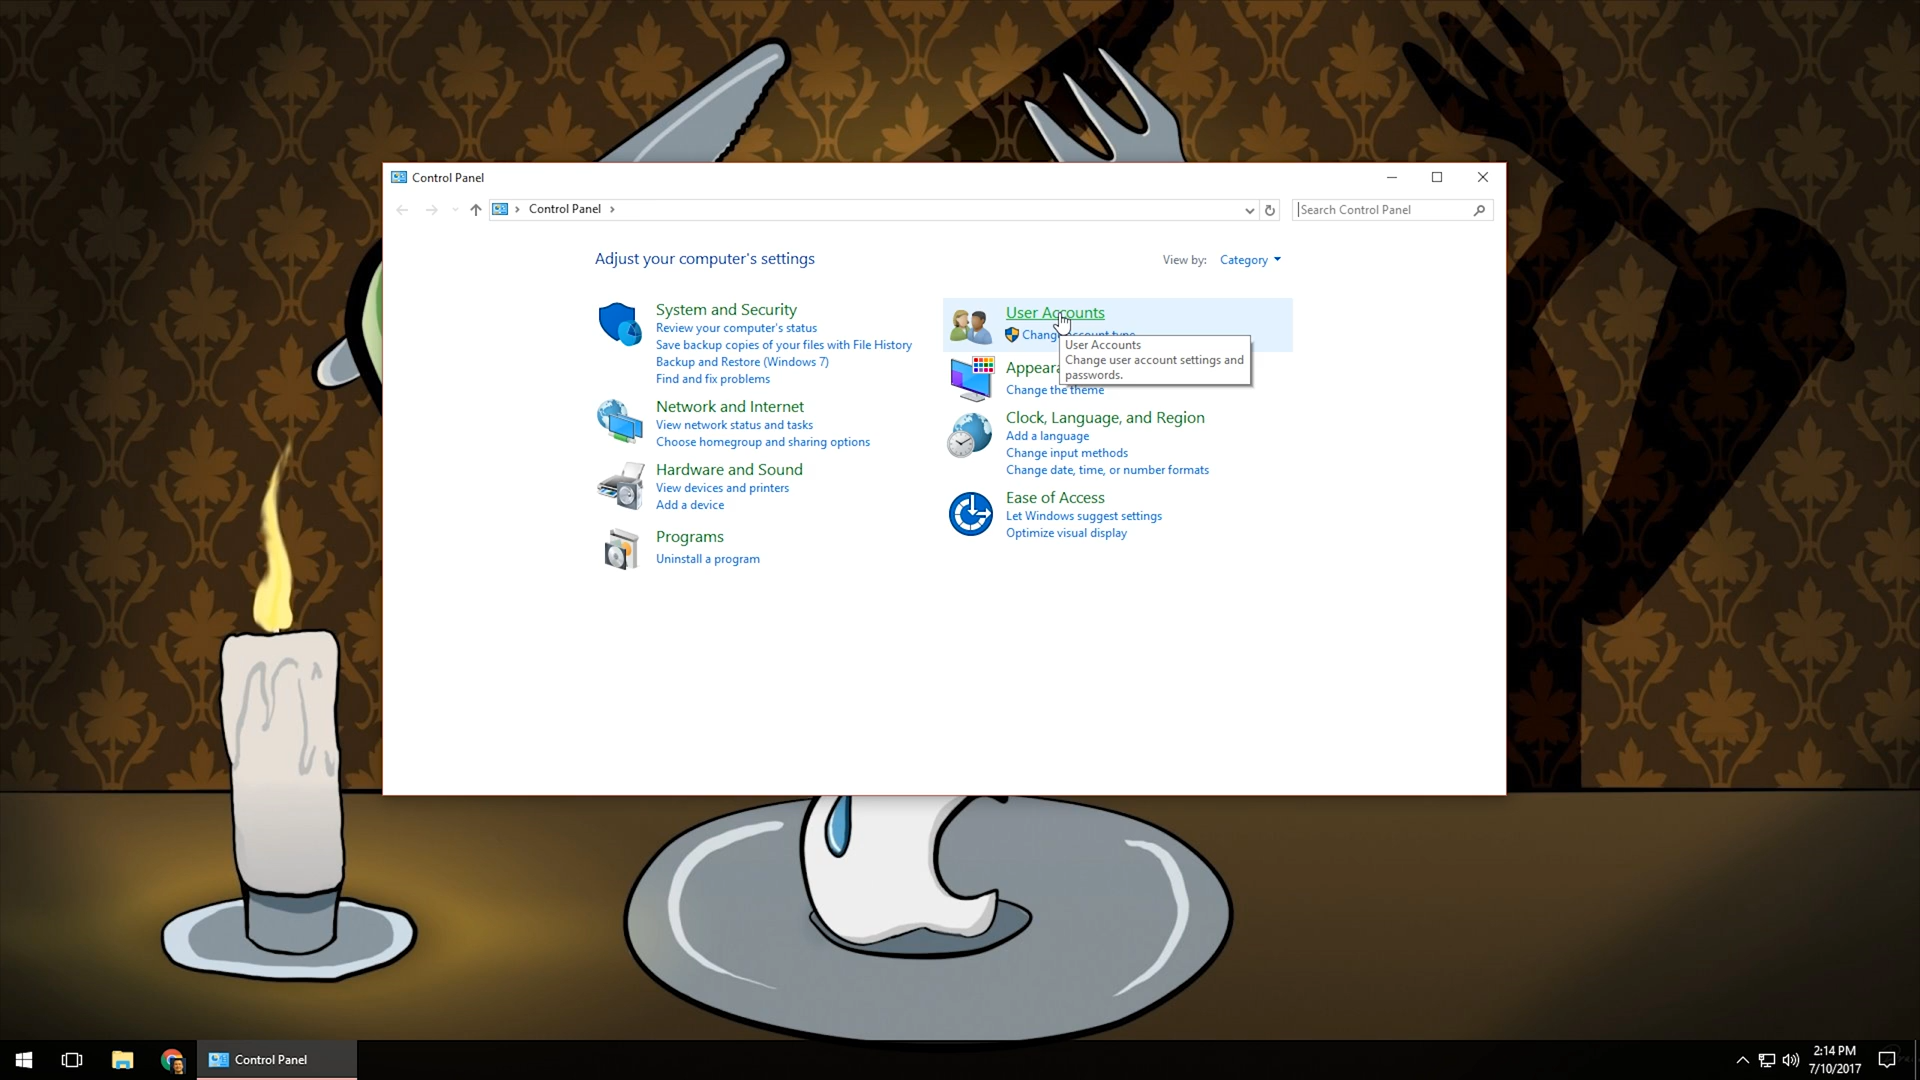 Control Panel
Control Panel
Search Control Panel
Adjust your computer's settings
View by: Category
System and Security
Review your computer's status
Save backup copies of your files with File History
Backup and Restore (Windows 7)
Find and fix problems
Network and Internet
View network status and tasks
Choose homegroup and sharing options
Hardware and Sound
View devices and printers
Add a device
Programs
Uninstall a program
User Accounts
Change account type
User Accounts
Change user account settings and
passwords.
Change the theme
Clock, Language, and Region
Add a language
Change input methods
Change date, time, or number formats
Ease of Access
Let Windows suggest settings
Optimize visual display
Control Panel
2:14 PM
7/10/2017